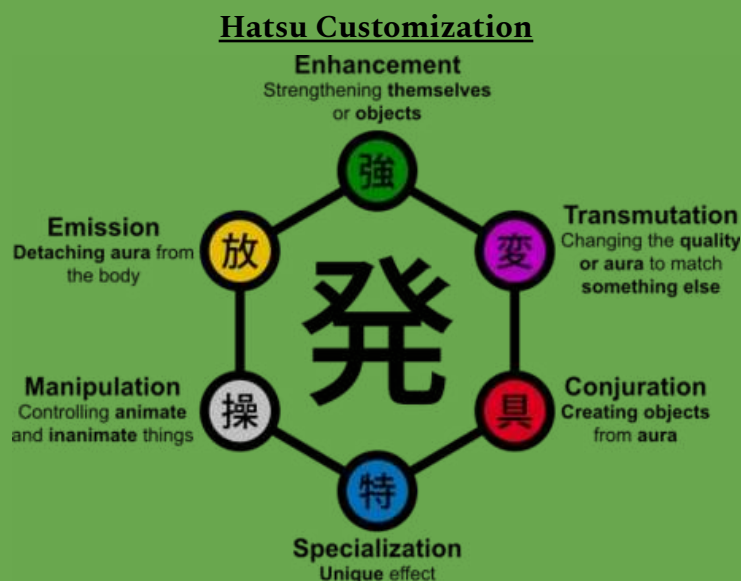 Hatsu Customization
Enhancement
Strengthening themselves
or objects
強
Emission
Detaching aura from
the body
放
変
Transmutation
Changing the quality
or aura to match
something else
発
Manipulation
Controlling animate
and inanimate things
操
具
Conjuration
Creating objects
from aura
特
Specialization
Unique effect